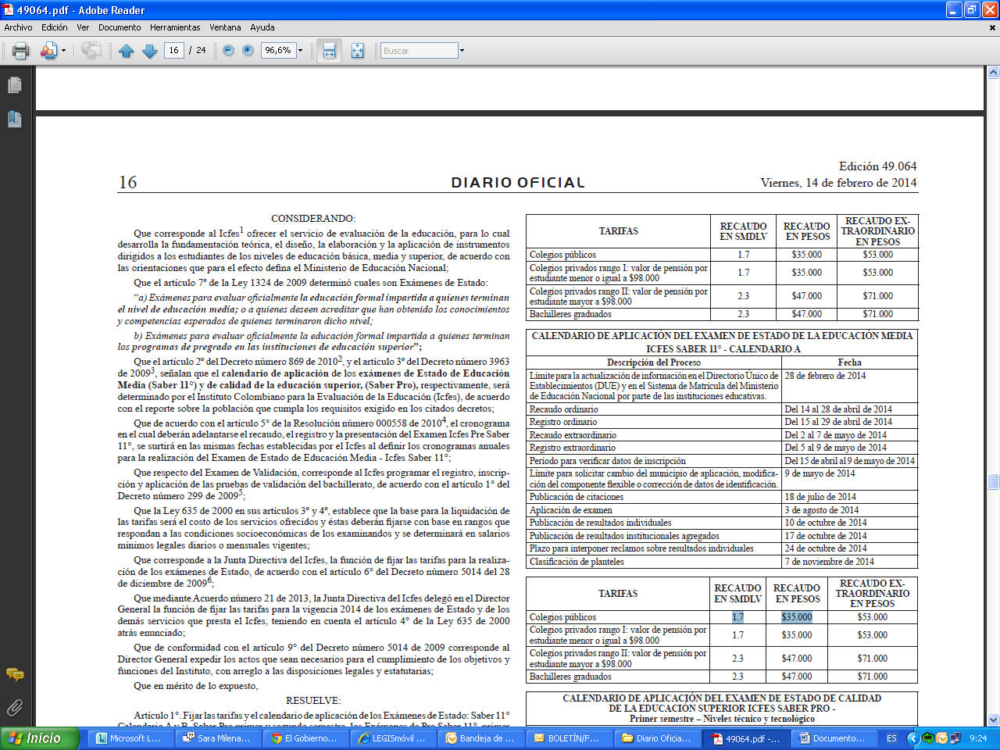 49064.pdf - Adobe Reader
Archivo Edición Ver Documento Herramientas Ventana Ayuda
16 / 24 96,6% Buscar
Edición 49.064
16 DIARIO OFICIAL Viernes, 14 de febrero de 2014
CONSIDERANDO:
Que corresponde al Icfes1 ofrecer el servicio de evaluación de la educación, para lo cual
desarrolla la fundamentación teórica, el diseño, la elaboración y la aplicación de instrumentos
dirigidos a los estudiantes de los niveles de educación básica, media y superior, de acuerdo con
las orientaciones que para el efecto defina el Ministerio de Educación Nacional;
Que el artículo 7º de la Ley 1324 de 2009 determinó cuales son Exámenes de Estado:
“a) Exámenes para evaluar oficialmente la educación formal impartida a quienes terminan
el nivel de educación media; o a quienes deseen acreditar que han obtenido los conocimientos
y competencias esperados de quienes terminaron dicho nivel;
b) Exámenes para evaluar oficialmente la educación formal impartida a quienes terminan
los programas de pregrado en las instituciones de educación superior”;
Que el artículo 2º del Decreto número 869 de 20102, y el artículo 3º del Decreto número 3963
de 20093, señalan que el calendario de aplicación de los exámenes de Estado de Educación
Media (Saber 11°) y de calidad de la educación superior, (Saber Pro), respectivamente, será
determinado por el Instituto Colombiano para la Evaluación de la Educación (Icfes), de acuerdo
con el reporte sobre la población que cumpla los requisitos exigido en los citados decretos;
Que de acuerdo con el artículo 5° de la Resolución número 000558 de 20104, el cronograma
en el cual deberán adelantarse el recaudo, el registro y la presentación del Examen Icfes Pre Saber
11°, se surtirá en las mismas fechas establecidas por el Icfes al definir los cronogramas anuales
para la realización del Examen de Estado de Educación Media - Icfes Saber 11°;
Que respecto del Examen de Validación, corresponde al Icfes programar el registro, inscrip-
ción y aplicación de las pruebas de validación del bachillerato, de acuerdo con el artículo 1° del
Decreto número 299 de 20095;
Que la Ley 635 de 2000 en sus artículos 3º y 4º, establece que la base para la liquidación de
las tarifas será el costo de los servicios ofrecidos y éstas deberán fijarse con base en rangos que
respondan a las condiciones socioeconómicas de los examinandos y se determinará en salarios
mínimos legales diarios o mensuales vigentes;
Que corresponde a la Junta Directiva del Icfes, la función de fijar las tarifas para la realiza-
ción de los exámenes de Estado, de acuerdo con el artículo 6° del Decreto número 5014 del 28
de diciembre de 20096;
Que mediante Acuerdo número 21 de 2013, la Junta Directiva del Icfes delegó en el Director
General la función de fijar las tarifas para la vigencia 2014 de los exámenes de Estado y de los
demás servicios que presta el Icfes, teniendo en cuenta el artículo 4° de la Ley 635 de 2000
atrás enunciado;
Que de conformidad con el artículo 9° del Decreto número 5014 de 2009 corresponde al
Director General expedir los actos que sean necesarios para el cumplimiento de los objetivos y
funciones del Instituto, con arreglo a las disposiciones legales y estatutarias;
Que en mérito de lo expuesto,
RESUELVE:
Artículo 1°. Fijar las tarifas y el calendario de aplicación de los Exámenes de Estado: Saber 11°
Calendario A y B, Saber Pro primer y segundo semestre, los Exámenes de Pre Saber 11°, primer
TARIFAS RECAUDO EN SMDLV RECAUDO EN PESOS RECAUDO EX-TRAORDINARIO EN PESOS
Colegios públicos 1.7 $35.000 $53.000
Colegios privados rango I: valor de pensión por
estudiante menor o igual a $98.000 1.7 $35.000 $53.000
Colegios privados rango II: valor de pensión por
estudiante mayor a $98.000 2.3 $47.000 $71.000
Bachilleres graduados 2.3 $47.000 $71.000
CALENDARIO DE APLICACIÓN DEL EXAMEN DE ESTADO DE LA EDUCACIÓN MEDIA
ICFES SABER 11° - CALENDARIO A
Descripción del Proceso Fecha
Límite para la actualización de información en el Directorio Único de 28 de febrero de 2014
Establecimientos (DUE) y en el Sistema de Matrícula del Ministerio
de Educación Nacional por parte de las instituciones educativas.
Recaudo ordinario Del 14 al 28 de abril de 2014
Registro ordinario Del 15 al 29 de abril de 2014
Recaudo extraordinario Del 2 al 7 de mayo de 2014
Registro extraordinario Del 5 al 9 de mayo de 2014
Período para verificar datos de inscripción Del 15 de abril al 9 de mayo de 2014
Límite para solicitar cambio del municipio de aplicación, modifica- 9 de mayo de 2014
ción del componente flexible o corrección de datos de identificación.
Publicación de citaciones 18 de julio de 2014
Aplicación de examen 3 de agosto de 2014
Publicación de resultados individuales 10 de octubre de 2014
Publicación de resultados institucionales agregados 17 de octubre de 2014
Plazo para interponer reclamos sobre resultados individuales 24 de octubre de 2014
Clasificación de planteles 7 de noviembre de 2014
TARIFAS RECAUDO EN SMDLV RECAUDO EN PESOS RECAUDO EX-TRAORDINARIO EN PESOS
Colegios públicos 1.7 $35.000 $53.000
Colegios privados rango I: valor de pensión por
estudiante menor o igual a $98.000 1.7 $35.000 $53.000
Colegios privados rango II: valor de pensión por
estudiante mayor a $98.000 2.3 $47.000 $71.000
Bachilleres graduados 2.3 $47.000 $71.000
CALENDARIO DE APLICACIÓN DEL EXAMEN DE ESTADO DE CALIDAD
DE LA EDUCACIÓN SUPERIOR ICFES SABER PRO -
Primer semestre – Niveles técnico y tecnológico
Inicio Microsoft L... Sara Milena... El Gobierno... LEGISmóvil ... Bandeja de ... BOLETÍN/F... Diario Oficia... 49064.pdf -... Documento... ES 9:24